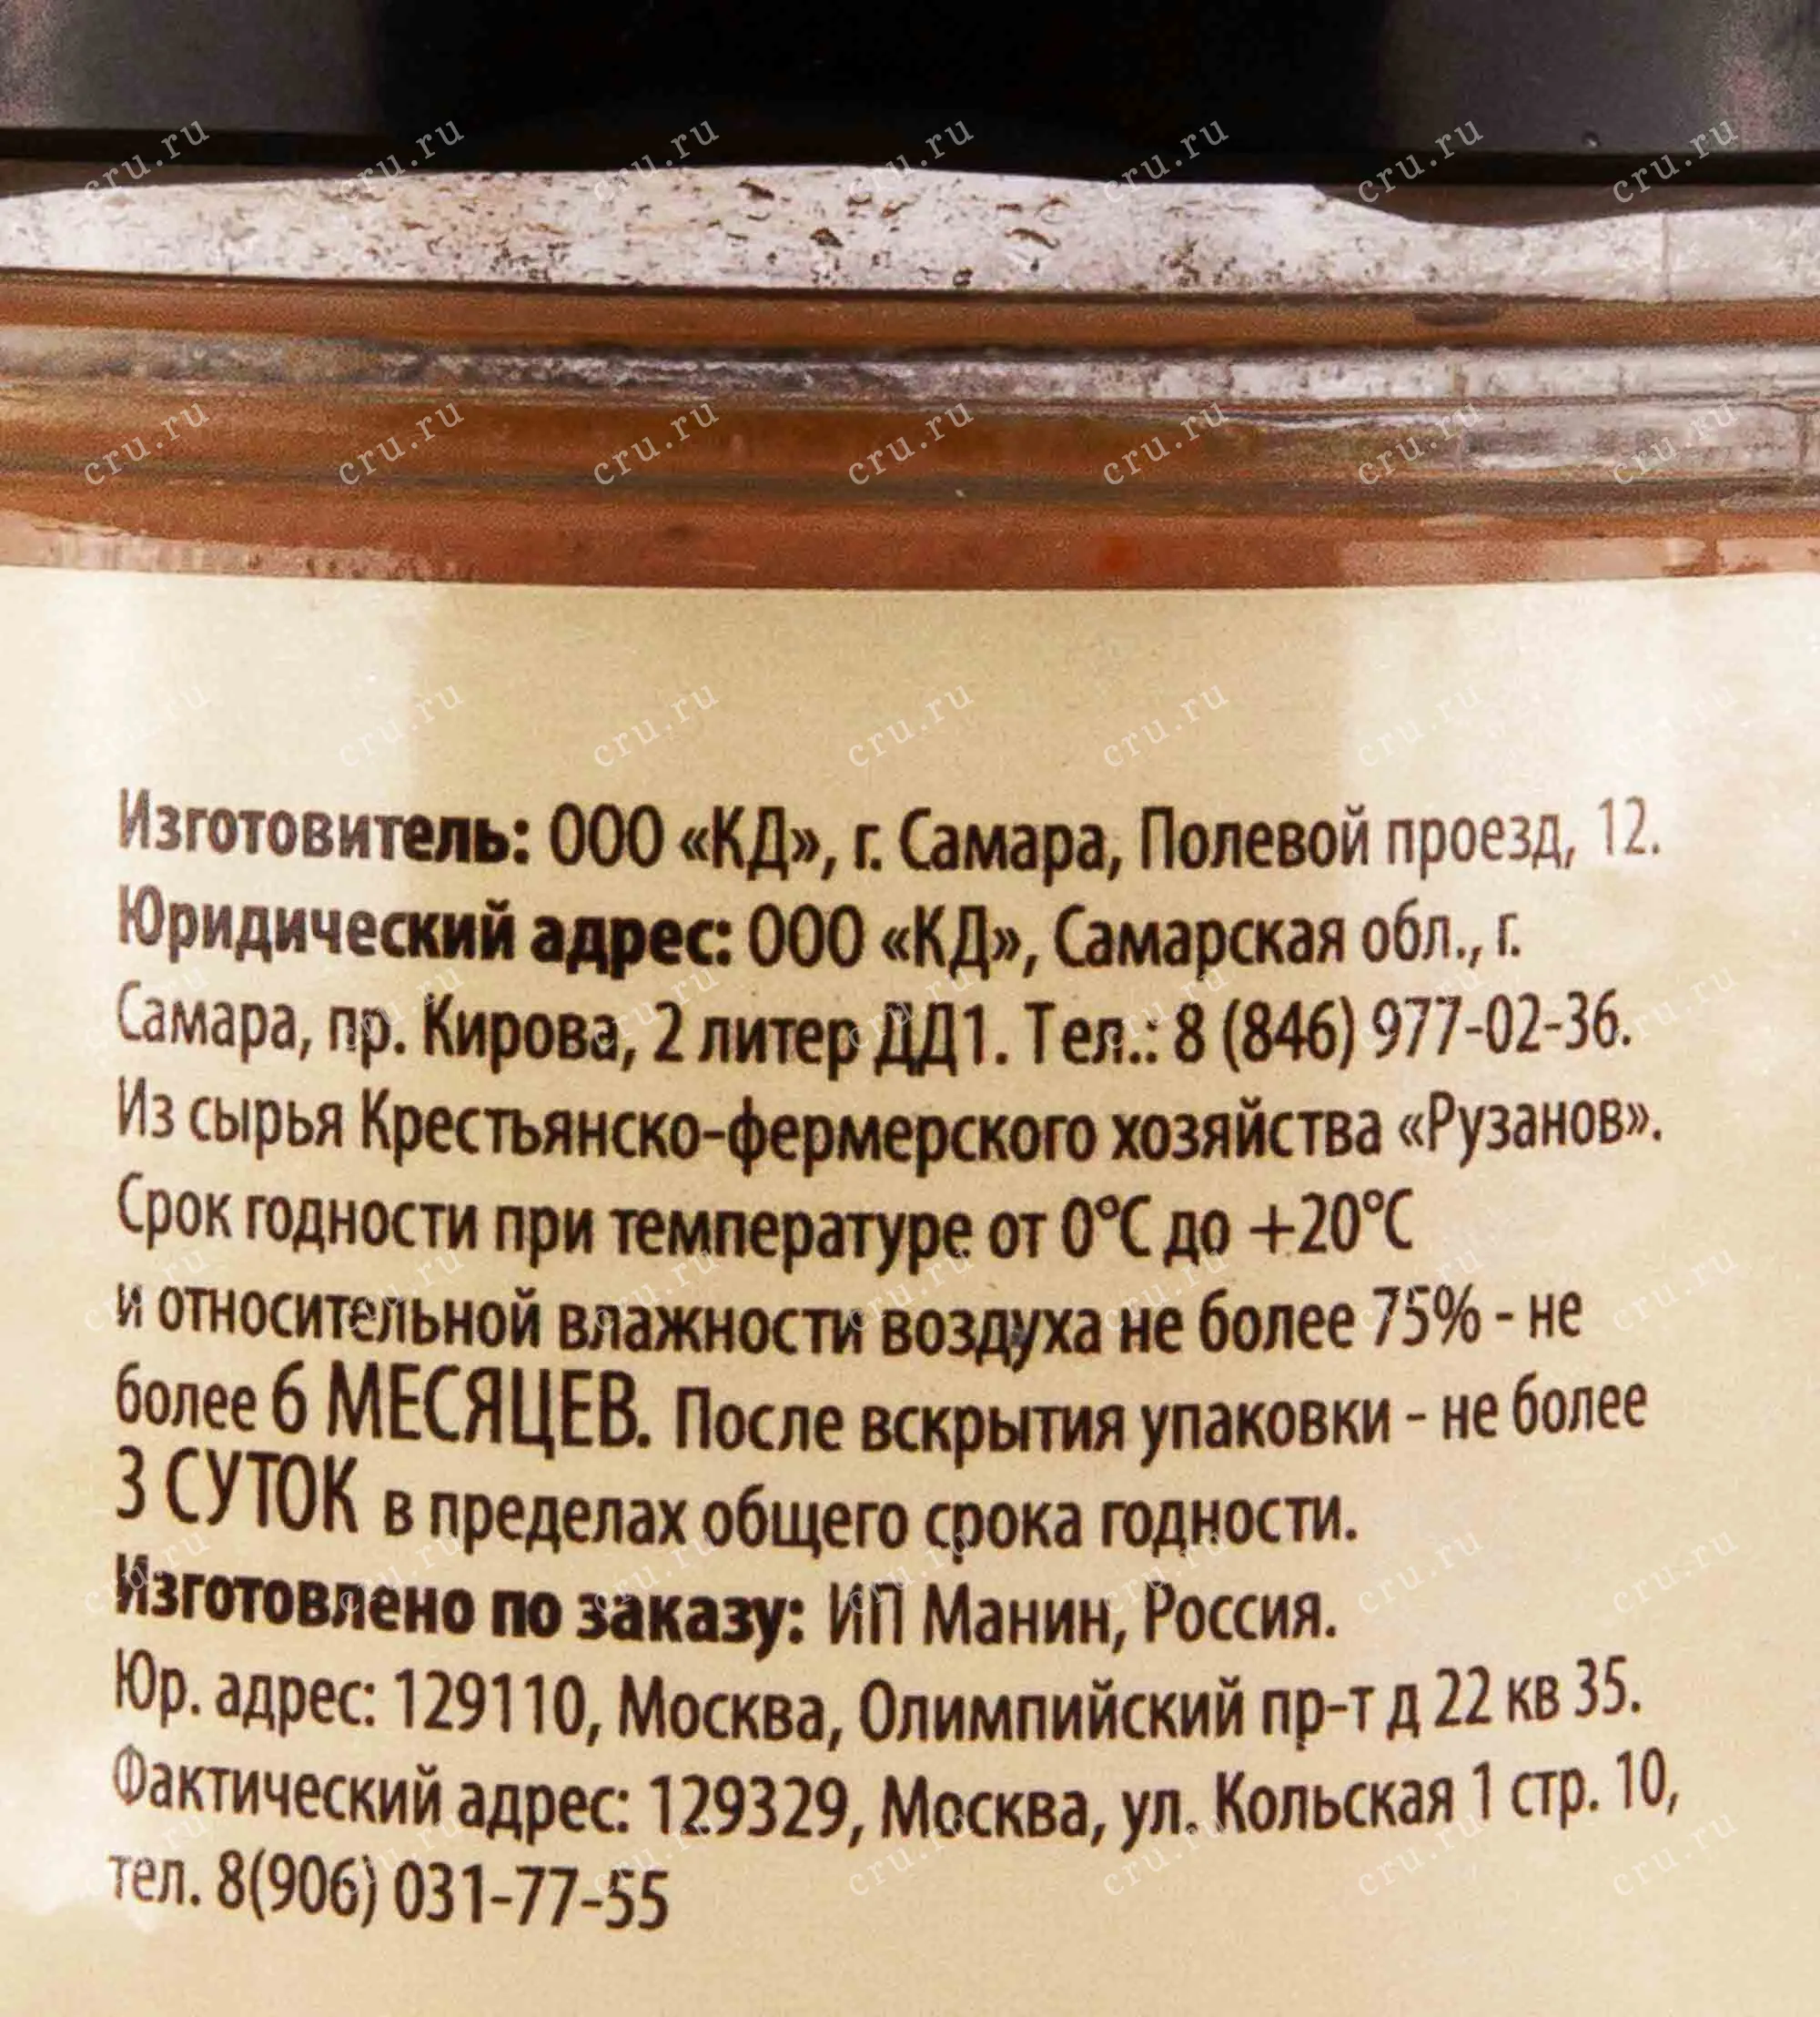 Изготовитель: ООО «КД», г. Самара, Полевой проезд, 12.
Юридический адрес: ООО «КД», Самарская обл., г.
Самара, пр. Кирова, 2 литер ДД1. Тел.: 8 (846) 977-02-36.
Из сырья Крестьянско-фермерского хозяйства «Рузанов».
Срок годности при температуре от 0°C до +20°C
и относительной влажности воздуха не более 75% - не
более 6 МЕСЯЦЕВ. После вскрытия упаковки - не более
3 СУТОК в пределах общего срока годности.
Изготовлено по заказу: ИП Манин, Россия.
Юр. адрес: 129110, Москва, Олимпийский пр-т д 22 кв 35.
Фактический адрес: 129329, Москва, ул. Кольская 1 стр. 10,
тел. 8(906) 031-77-55
cru.ru